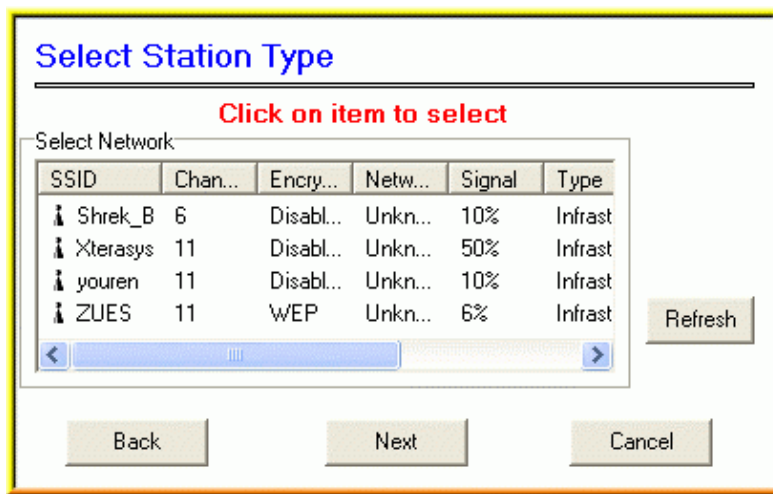 Select Station Type
Click on item to select
Select Network
SSID Chan... Encry... Netw... Signal Type
Shrek_B 6 Disabl... Unkn... 10% Infrast
Xterasys 11 Disabl... Unkn... 50% Infrast
youren 11 Disabl... Unkn... 10% Infrast
ZUES 11 WEP Unkn... 6% Infrast
Refresh
Back Next Cancel